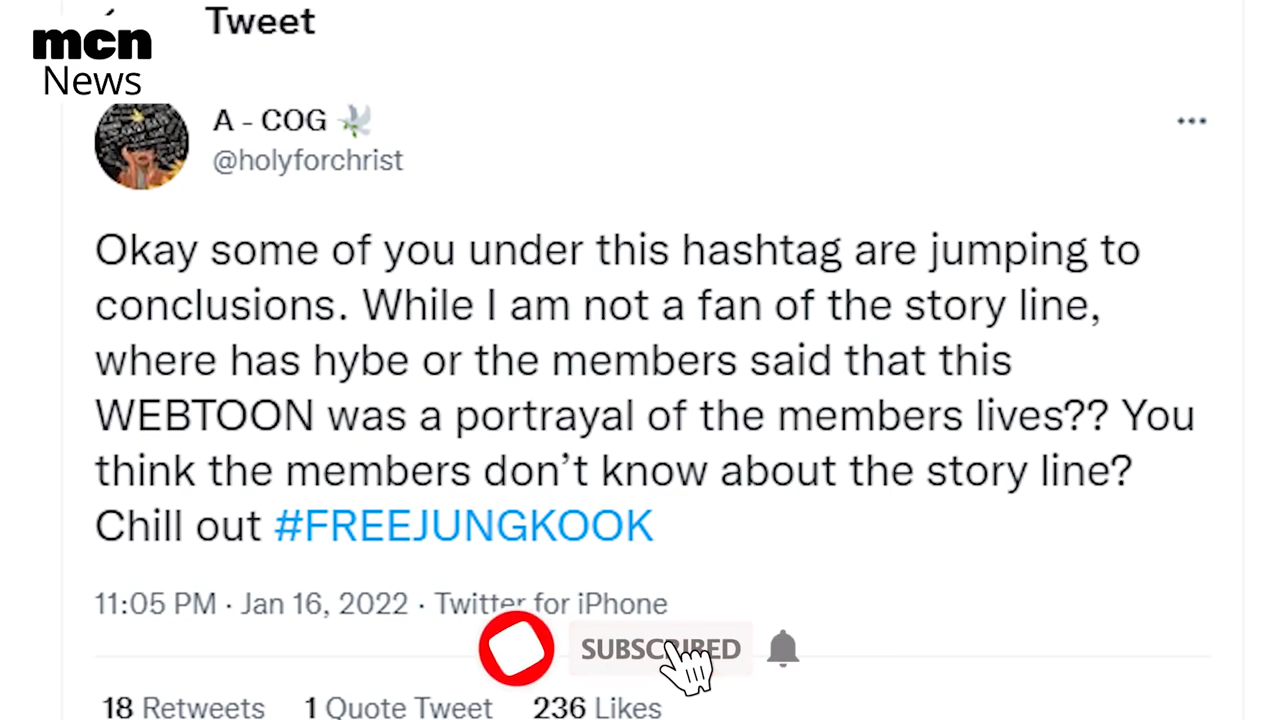 Tweet
mcn
News
A - COG
@holyforchrist
Okay some of you under this hashtag are jumping to
conclusions. While I am not a fan of the story line,
where has hybe or the members said that this
WEBTOON was a portrayal of the members lives?? You
think the members don’t know about the story line?
Chill out #FREEJUNGKOOK
11:05 PM · Jan 16, 2022 · Twitter for iPhone
SUBSCRIBED
18 Retweets 1 Quote Tweet 236 Likes